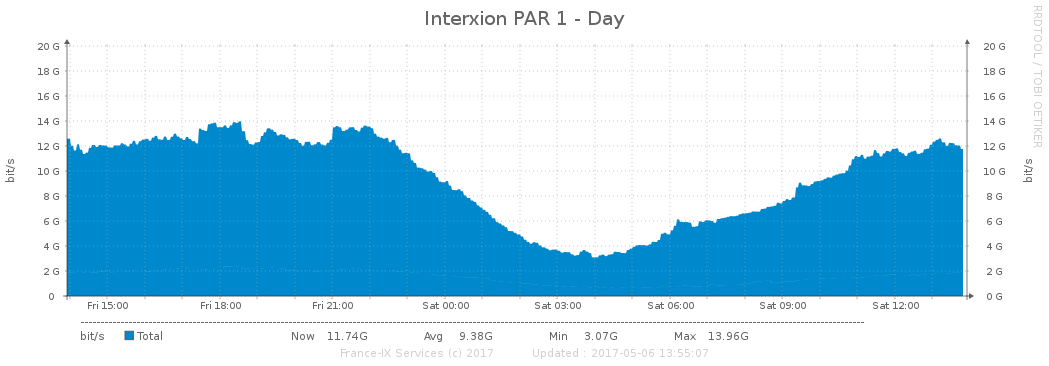 Interxion PAR 1 - Day
RRDTOOL / TOBI OETIKER
bit/s
20 G 20 G
18 G 18 G
16 G 16 G
14 G 14 G
12 G 12 G
10 G 10 G
8 G 8 G
6 G 6 G
4 G 4 G
2 G 2 G
0 0 G
bit/s
Fri 15:00 Fri 18:00 Fri 21:00 Sat 00:00 Sat 03:00 Sat 06:00 Sat 09:00 Sat 12:00
bit/s Total Now 11.74G Avg 9.38G Min 3.07G Max 13.96G
France-IX Services (c) 2017 Updated : 2017-05-06 13:55:07